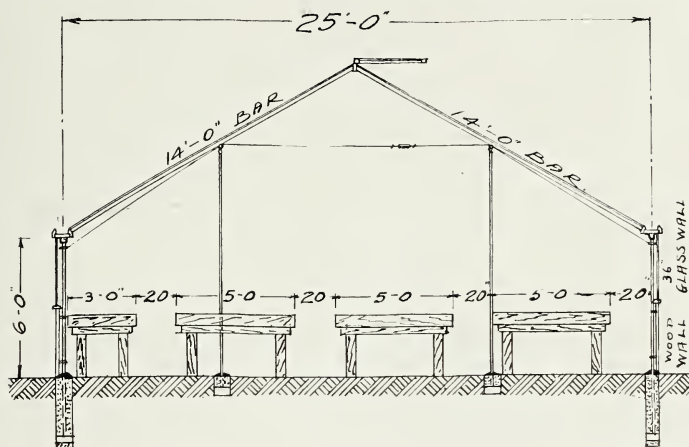 25'-0"
14'-0" BAR
14'-0" BAR
6'-0"
3'-0" 20 5-0 20 5-0 20 5-0 20
WOOD WALL
36" GLASS WALL